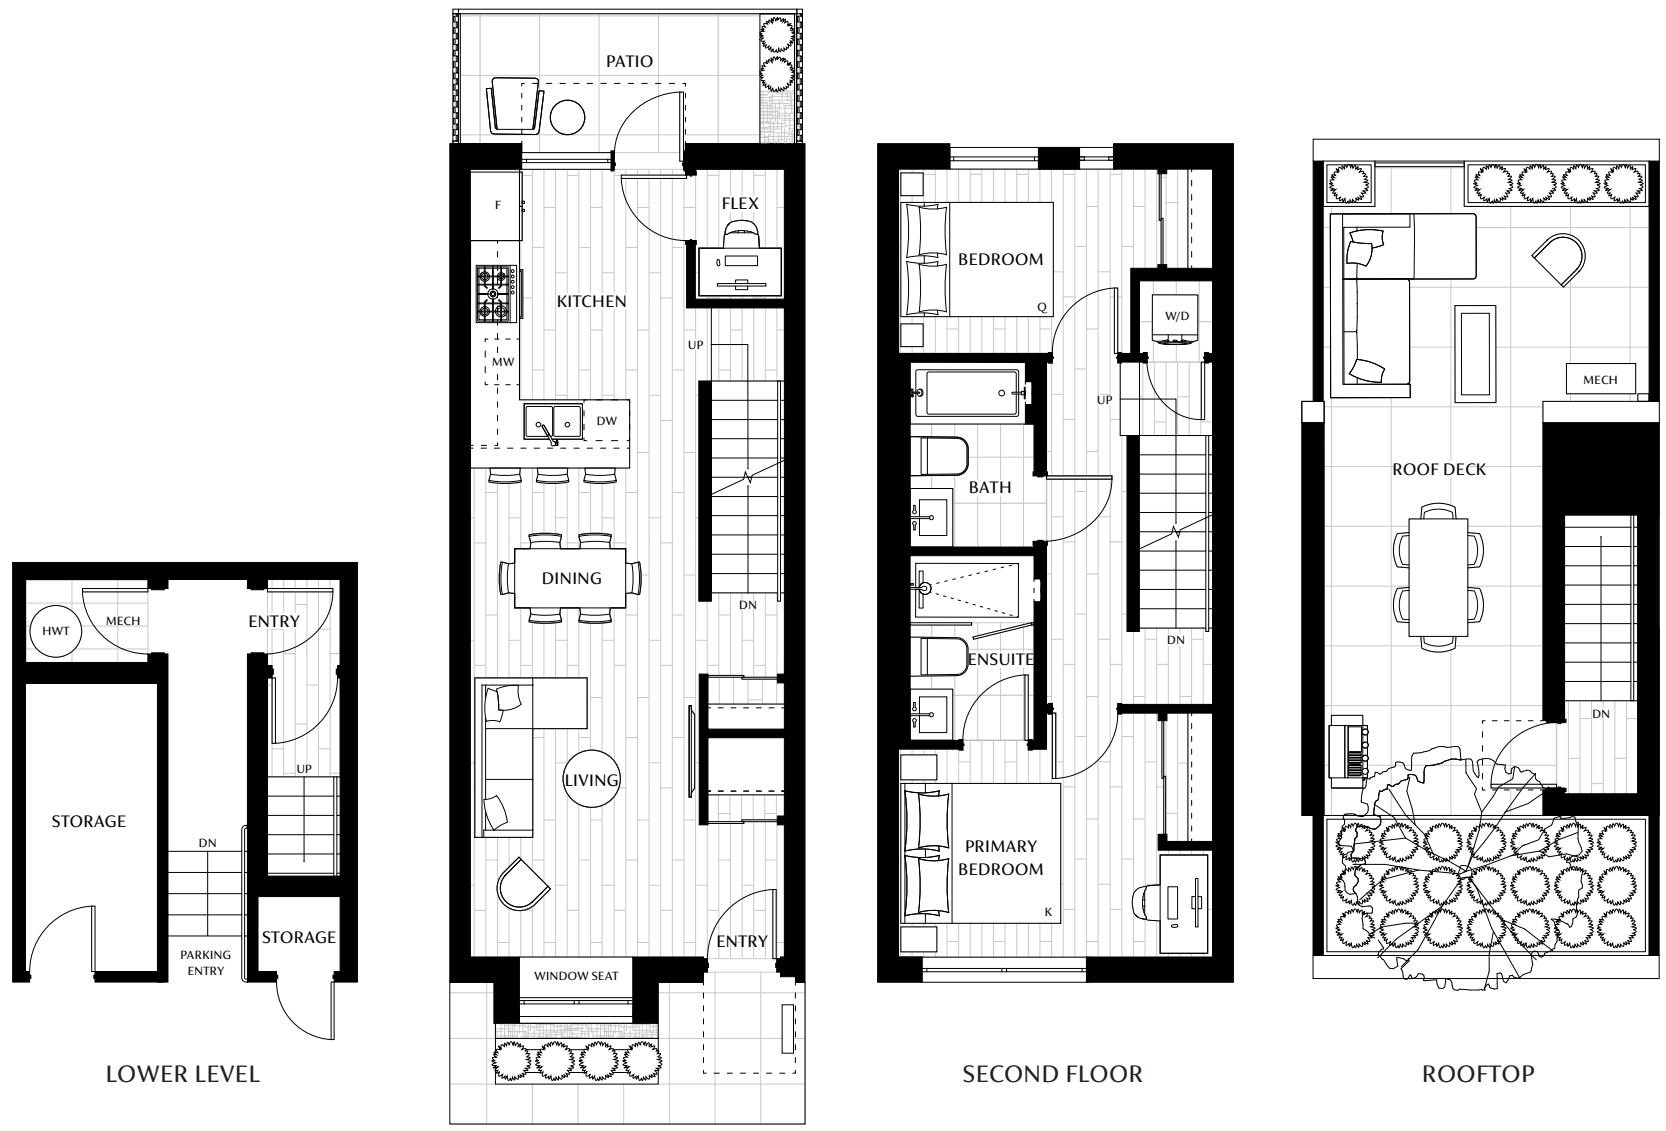 HWT
MECH
ENTRY
UP
STORAGE
DN
PARKING
ENTRY
STORAGE
LOWER LEVEL
PATIO
F
FLEX
KITCHEN
UP
MW
DW
DINING
DN
LIVING
ENTRY
WINDOW SEAT
BEDROOM
Q
W/D
UP
BATH
DN
ENSUITE
PRIMARY
BEDROOM
K
SECOND FLOOR
MECH
ROOF DECK
DN
ROOFTOP